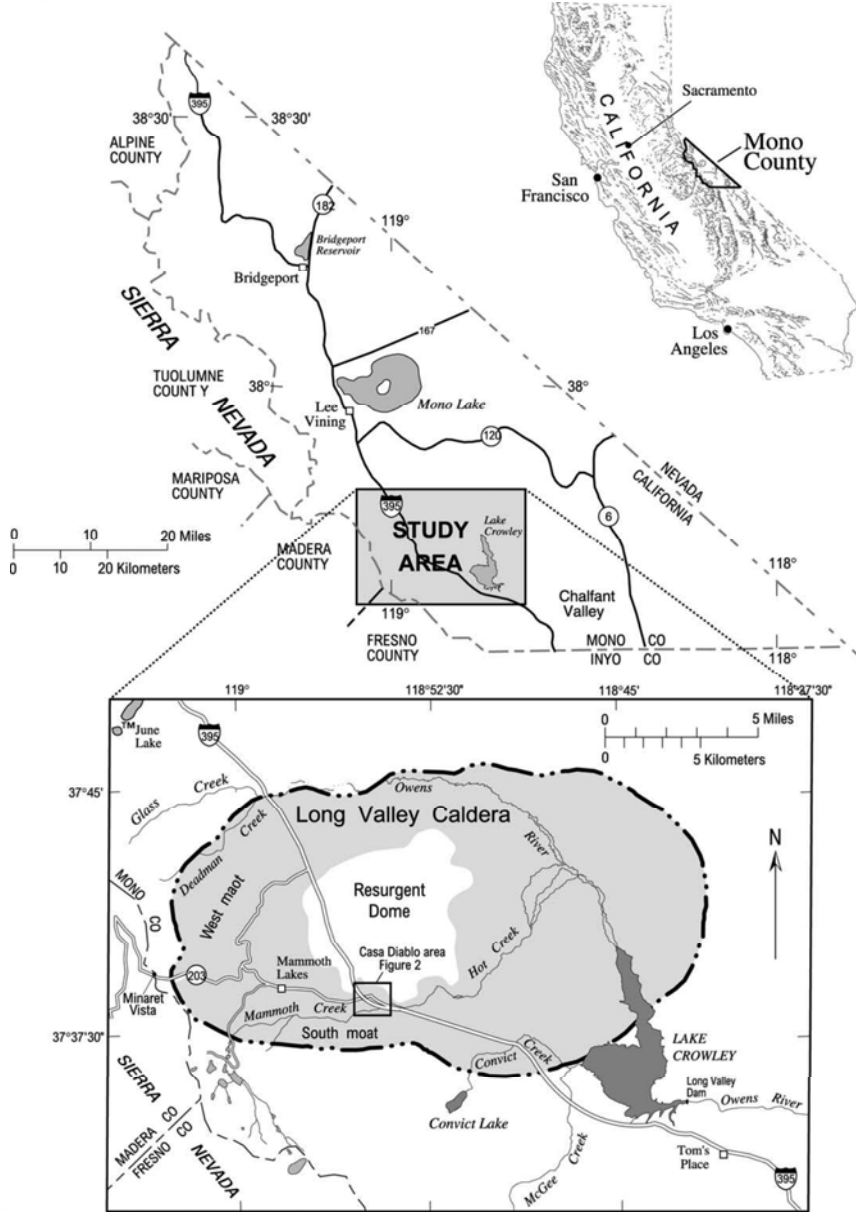 395
38°30'
38°30'
ALPINE
COUNTY
182
119°
Bridgeport
Reservoir
Bridgeport
SIERRA
NEVADA
TUOLUMNE
COUNT Y
38°
167
38°
Mono Lake
Lee
Vining
120
MARIPOSA
COUNTY
NEVADA
CALIFORNIA
395
6
STUDY
AREA
Lake
Crowley
0 10 20 Miles
0 10 20 Kilometers
MADERA
COUNTY
118°
119°
Chalfant
Valley
FRESNO
COUNTY
MONO CO
INYO CO
118°
CALIFORNIA
Sacramento
Mono
County
San
Francisco
Los
Angeles
119°
118°52'30"
118°45'
118°37'30"
TM June
Lake
395
0 5 Miles
0 5 Kilometers
37°45'
Glass Creek
Deadman Creek
Owens River
Long Valley Caldera
N
MONO CO
West maot
Resurgent
Dome
Casa Diablo area
Figure 2
Hot Creek
203
Mammoth
Lakes
Minaret
Vista
Mammoth Creek
37°37'30"
South moat
Convict Creek
LAKE
CROWLEY
Long Valley
Dam
Owens River
Convict Lake
SIERRA
NEVADA
MADERA CO
FRESNO CO
McGee Creek
Tom's
Place
395